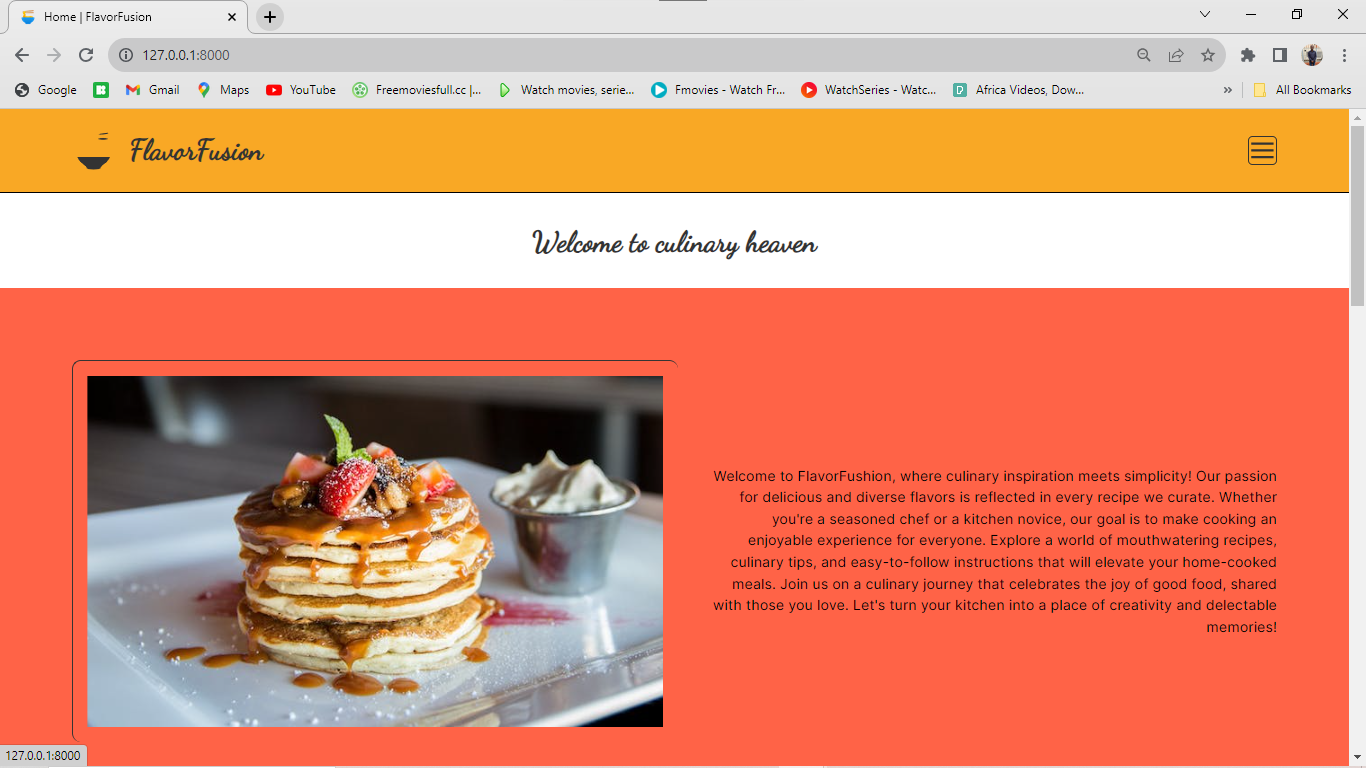 Home | FlavorFusion
127.0.0.1:8000
Google
Gmail
Maps
YouTube
Freemoviesfull.cc |...
Watch movies, serie...
Fmovies - Watch Fr...
WatchSeries - Watc...
Africa Videos, Dow...
»
All Bookmarks
FlavorFusion
Welcome to culinary heaven
Welcome to FlavorFushion, where culinary inspiration meets simplicity! Our passion
for delicious and diverse flavors is reflected in every recipe we curate. Whether
you're a seasoned chef or a kitchen novice, our goal is to make cooking an
enjoyable experience for everyone. Explore a world of mouthwatering recipes,
culinary tips, and easy-to-follow instructions that will elevate your home-cooked
meals. Join us on a culinary journey that celebrates the joy of good food, shared
with those you love. Let's turn your kitchen into a place of creativity and delectable
memories!
127.0.0.1:8000